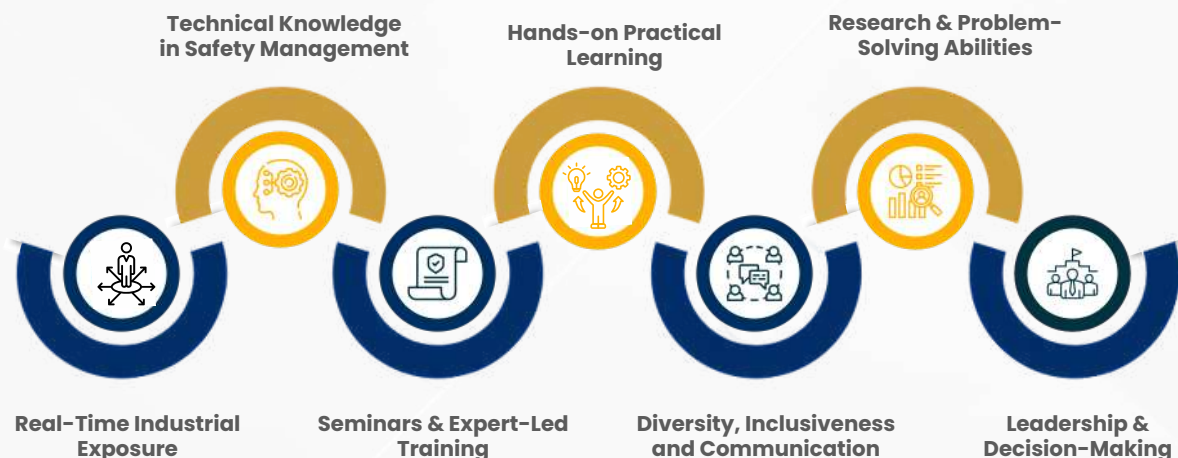 Technical Knowledge
in Safety Management
Hands-on Practical
Learning
Research & Problem-
Solving Abilities
Real-Time Industrial
Exposure
Seminars & Expert-Led
Training
Diversity, Inclusiveness
and Communication
Leadership &
Decision-Making